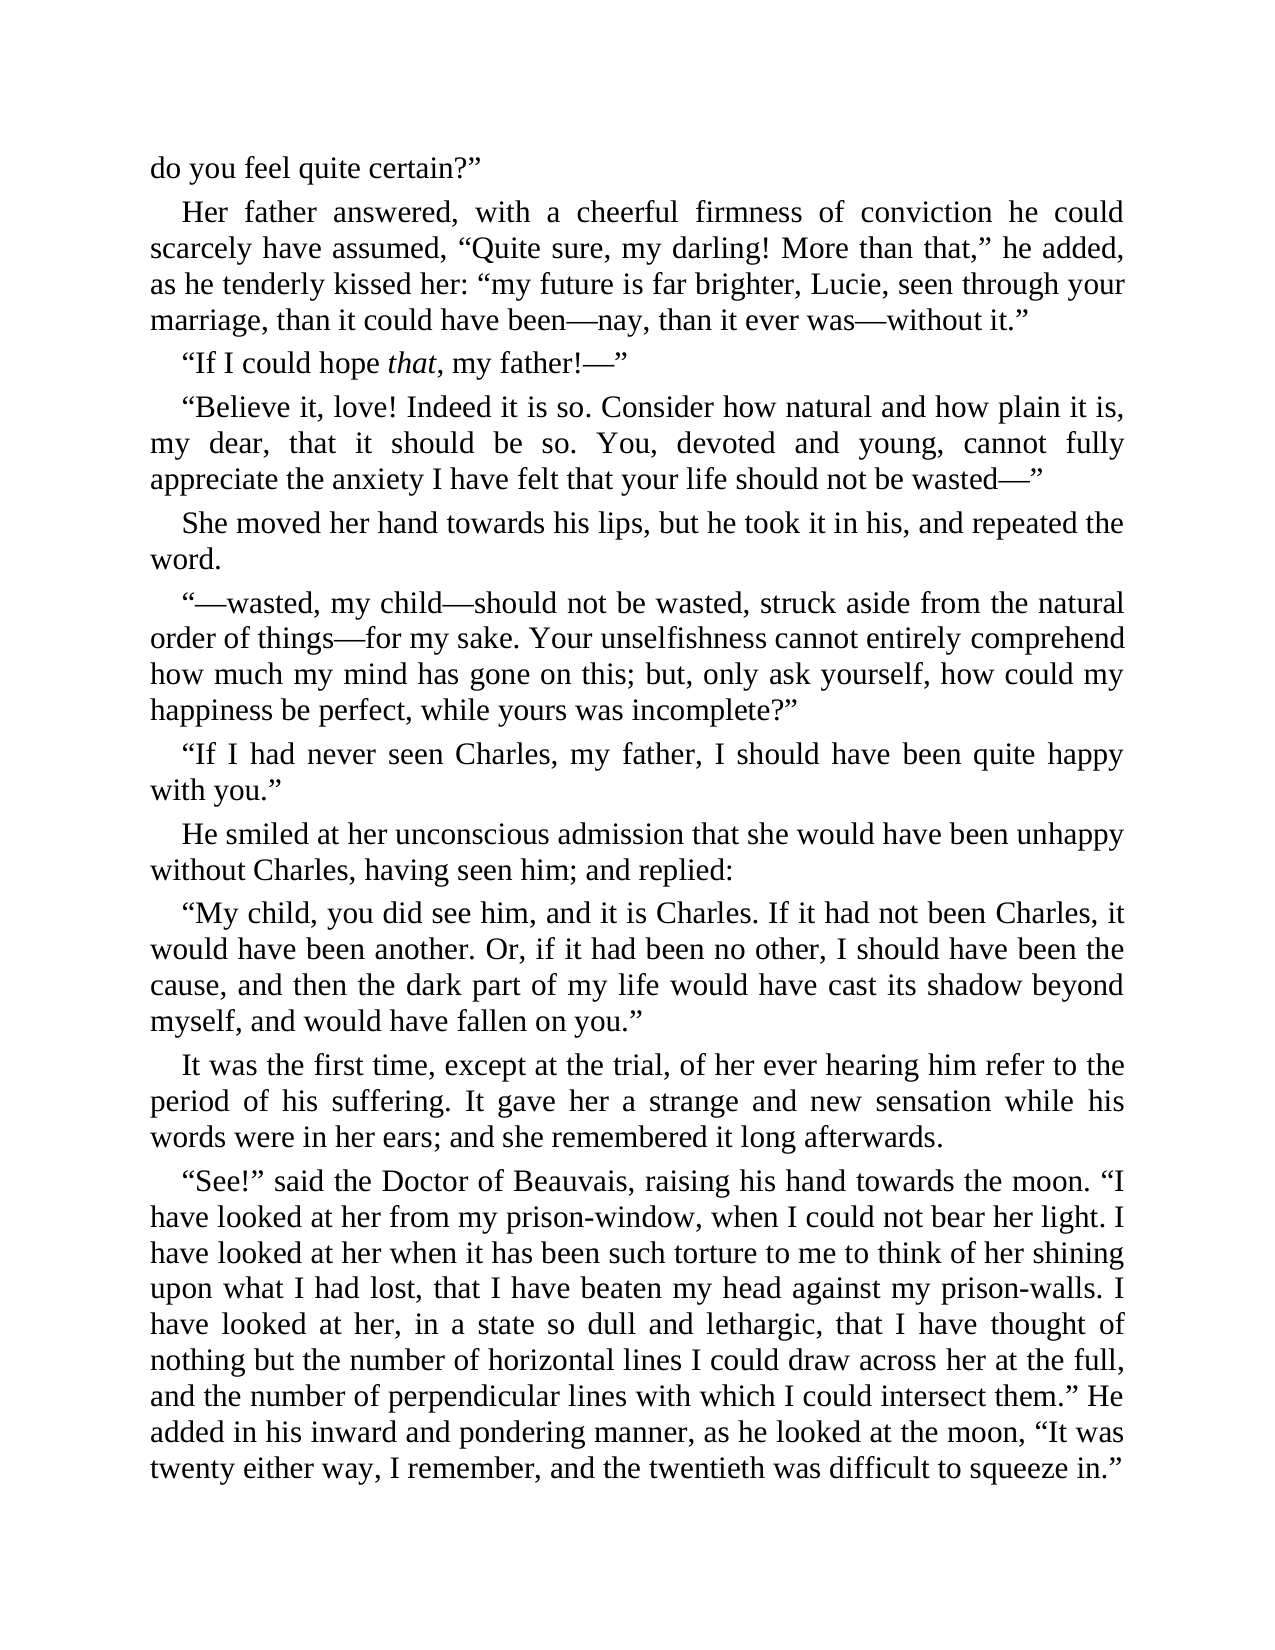 do you feel quite certain?”
Her father answered, with a cheerful firmness of conviction he could
scarcely have assumed, “Quite sure, my darling! More than that,” he added,
as he tenderly kissed her: “my future is far brighter, Lucie, seen through your
marriage, than it could have been—nay, than it ever was—without it.”
“If I could hope that, my father!—”
“Believe it, love! Indeed it is so. Consider how natural and how plain it is,
my dear, that it should be so. You, devoted and young, cannot fully
appreciate the anxiety I have felt that your life should not be wasted—”
She moved her hand towards his lips, but he took it in his, and repeated the
word.
“—wasted, my child—should not be wasted, struck aside from the natural
order of things—for my sake. Your unselfishness cannot entirely comprehend
how much my mind has gone on this; but, only ask yourself, how could my
happiness be perfect, while yours was incomplete?”
“If I had never seen Charles, my father, I should have been quite happy
with you.”
He smiled at her unconscious admission that she would have been unhappy
without Charles, having seen him; and replied:
“My child, you did see him, and it is Charles. If it had not been Charles, it
would have been another. Or, if it had been no other, I should have been the
cause, and then the dark part of my life would have cast its shadow beyond
myself, and would have fallen on you.”
It was the first time, except at the trial, of her ever hearing him refer to the
period of his suffering. It gave her a strange and new sensation while his
words were in her ears; and she remembered it long afterwards.
“See!” said the Doctor of Beauvais, raising his hand towards the moon. “I
have looked at her from my prison-window, when I could not bear her light. I
have looked at her when it has been such torture to me to think of her shining
upon what I had lost, that I have beaten my head against my prison-walls. I
have looked at her, in a state so dull and lethargic, that I have thought of
nothing but the number of horizontal lines I could draw across her at the full,
and the number of perpendicular lines with which I could intersect them.” He
added in his inward and pondering manner, as he looked at the moon, “It was
twenty either way, I remember, and the twentieth was difficult to squeeze in.”